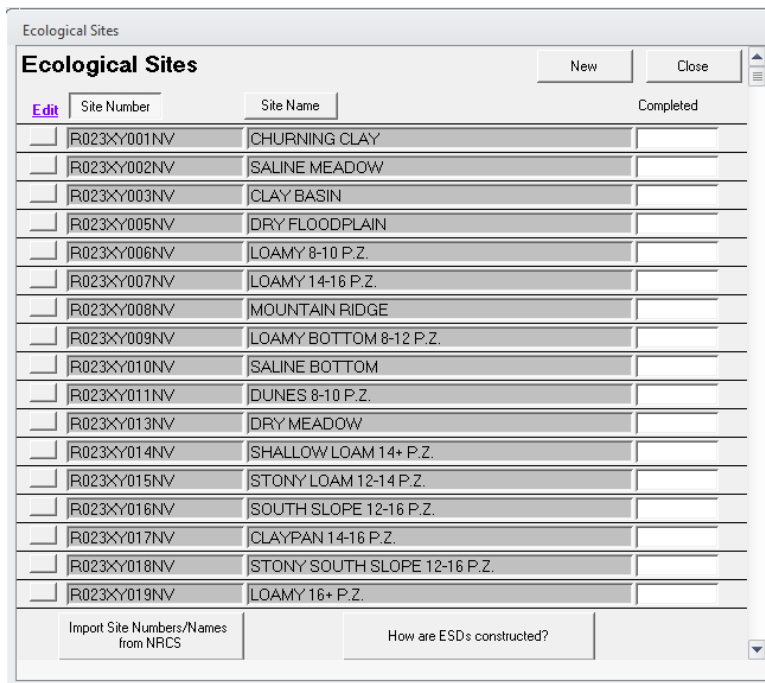 Ecological Sites
Ecological Sites
New
Close
Edit
Site Number
Site Name
Completed
R023XY001NV CHURNING CLAY
R023XY002NV SALINE MEADOW
R023XY003NV CLAY BASIN
R023XY005NV DRY FLOODPLAIN
R023XY006NV LOAMY 8-10 P.Z.
R023XY007NV LOAMY 14-16 P.Z.
R023XY008NV MOUNTAIN RIDGE
R023XY009NV LOAMY BOTTOM 8-12 P.Z.
R023XY010NV SALINE BOTTOM
R023XY011NV DUNES 8-10 P.Z.
R023XY013NV DRY MEADOW
R023XY014NV SHALLOW LOAM 14+ P.Z.
R023XY015NV STONY LOAM 12-14 P.Z.
R023XY016NV SOUTH SLOPE 12-16 P.Z.
R023XY017NV CLAYPAN 14-16 P.Z.
R023XY018NV STONY SOUTH SLOPE 12-16 P.Z.
R023XY019NV LOAMY 16+ P.Z.
Import Site Numbers/Names
from NRCS
How are ESDs constructed?